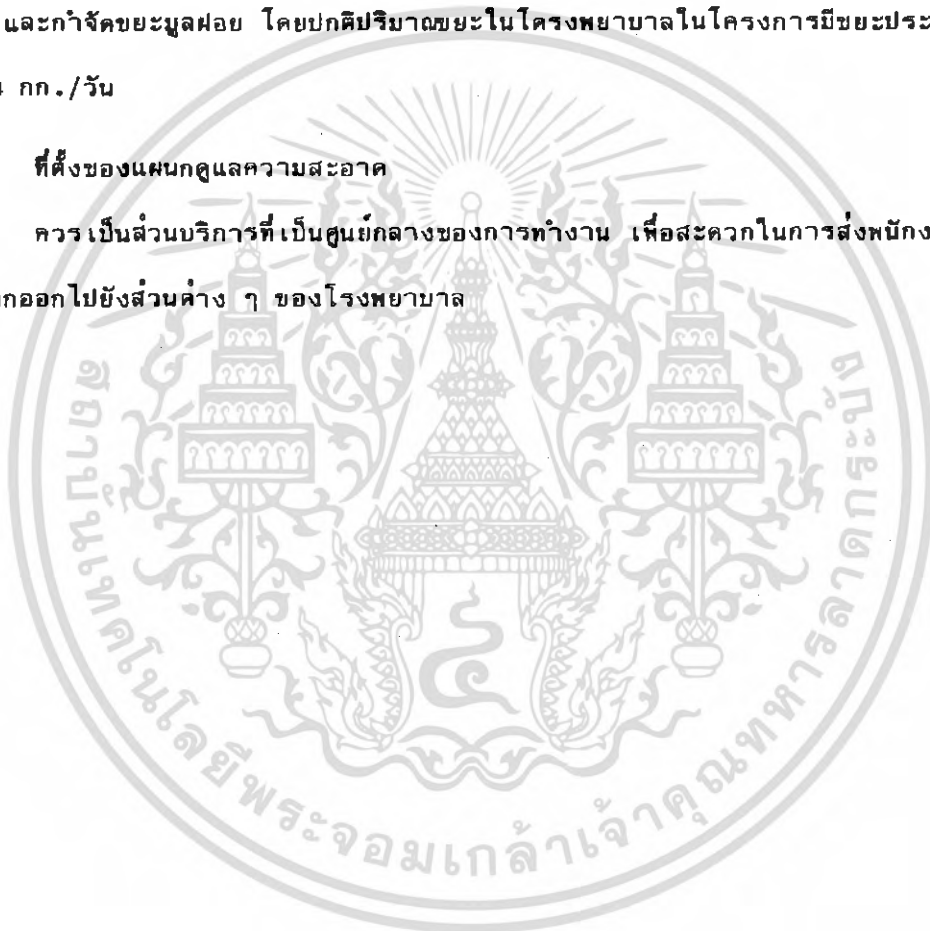 และกำจัดขยะมูลฝอย โดยปกติปริมาณขยะในโครงพยาบาลในโครงการมีขยะประ
กก./วัน
ที่ตั้งของแผนกดูแลความสะอาด
ควรเป็นส่วนบริการที่เป็นศูนย์กลางของการทำงาน เพื่อสะดวกในการส่งพนักง
กออกไปยังส่วนต่าง ๆ ของโรงพยาบาล
สถาบันเทคโนโลยีพระจอมเกล้าเจ้าคุณทหารลาดกระบัง